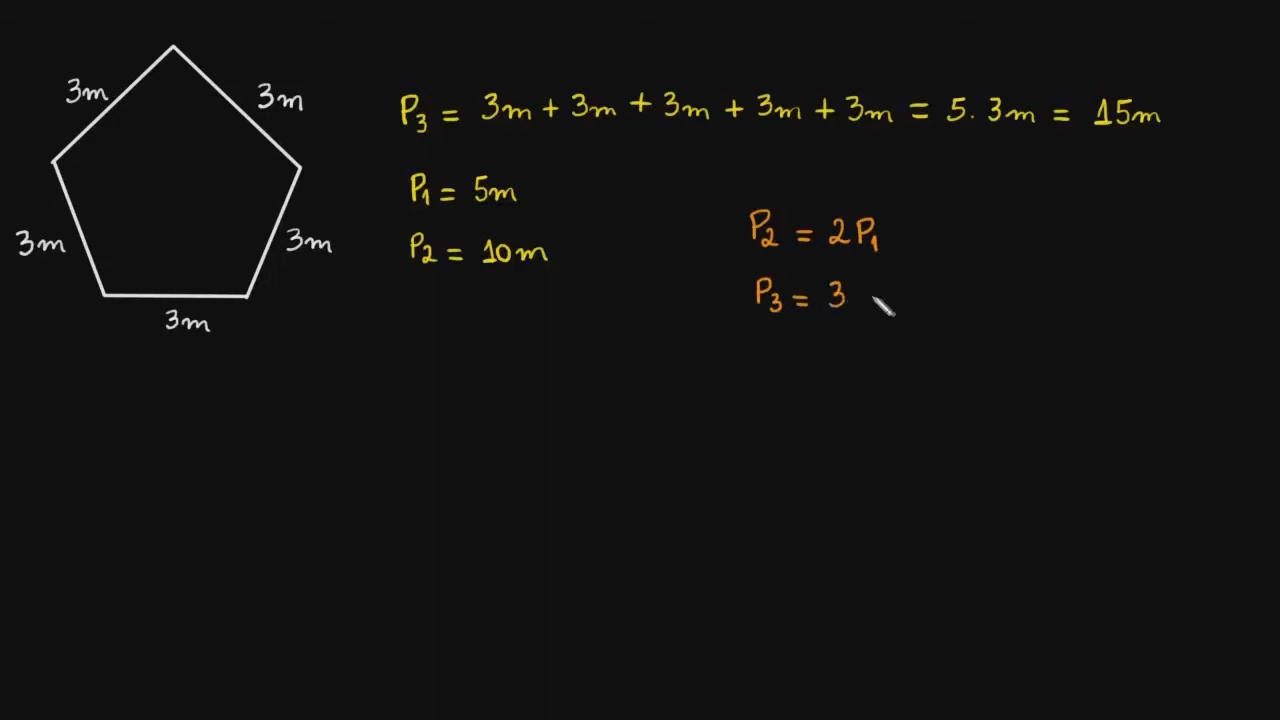 3m
3m
P₃ = 3m + 3m + 3m + 3m + 3m = 5. 3m = 15m
P₁ = 5m
P₂ = 10m
P₂ = 2P₁
3m
3m
P₃ = 3
3m